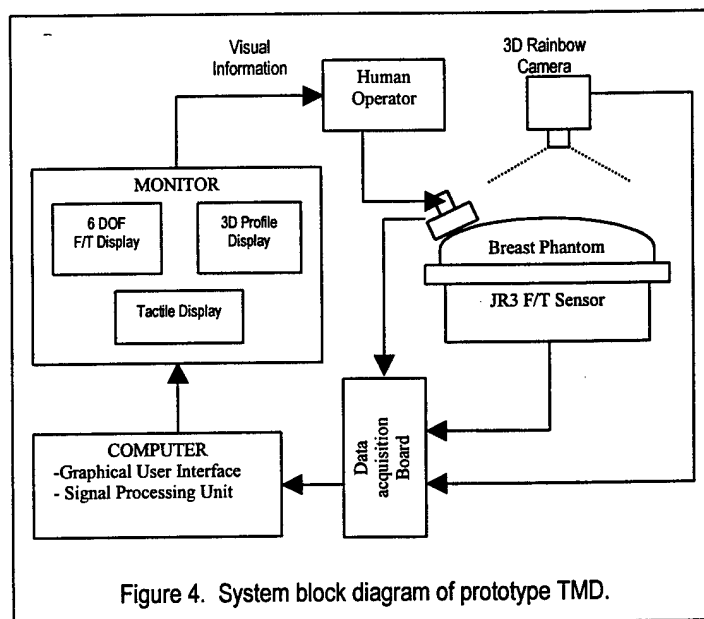 Visual
Information
Human
Operator
3D Rainbow
Camera
MONITOR
6 DOF
F/T Display
3D Profile
Display
Tactile Display
Breast Phantom
JR3 F/T Sensor
COMPUTER
-Graphical User Interface
- Signal Processing Unit
Data
acquisition
Board
Figure 4. System block diagram of prototype TMD.